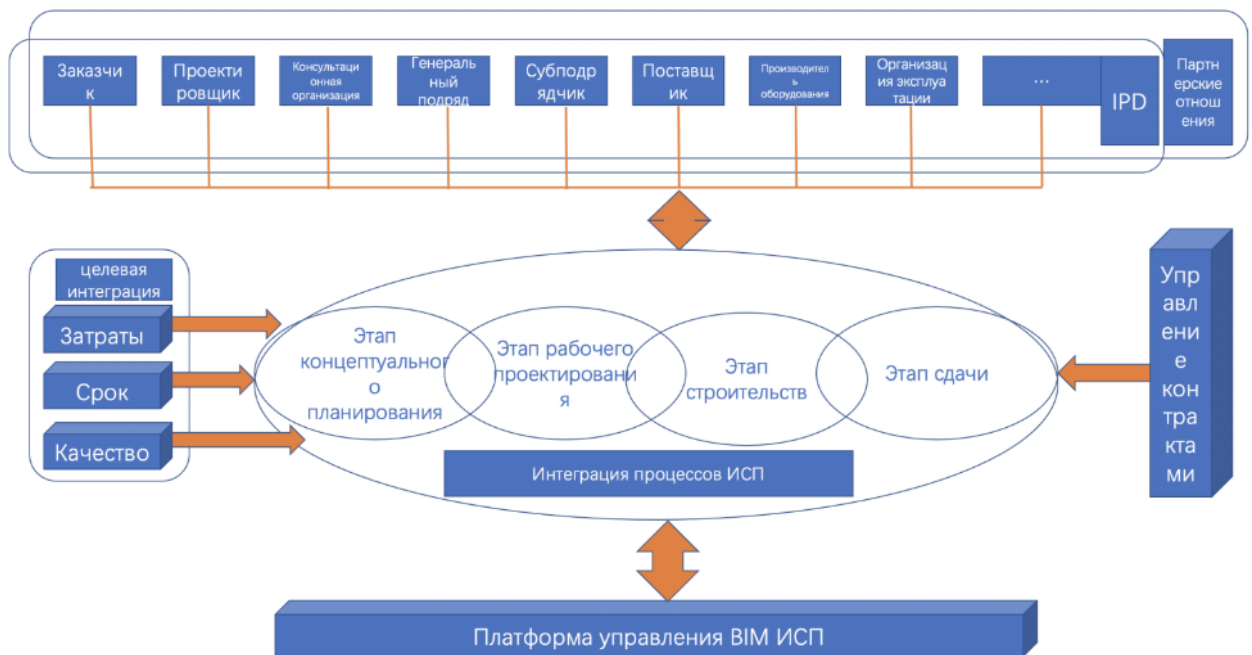 Заказчи
к
Проекти
ровщик
Консультаци
онная
организация
Генераль
ный
подряд
Субподр
ядчик
Поставщ
ик
Производител
ь
оборудования
Организац
ия эксплуа
тации
...
IPD
Партн
ерские
отнош
ения
целевая
интеграция
Затраты
Срок
Качество
Этап
концептуальног
о
планирования
Этап рабочего
проектировани
я
Этап
строительств
Этап сдачи
Интеграция процессов ИСП
Упр
авл
ени
е
кон
тра
кта
ми
Платформа управления BIM ИСП